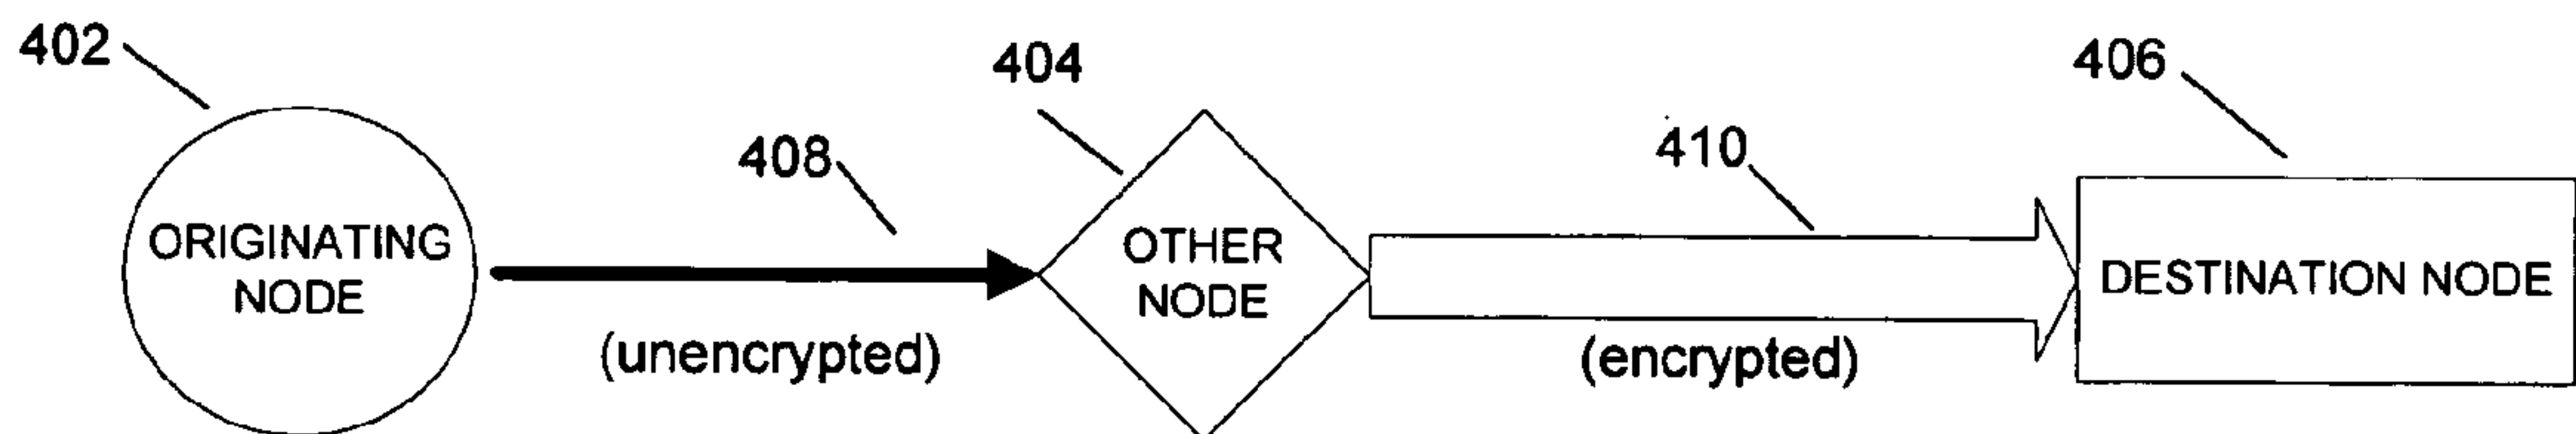 402
404
406
408
410
ORIGINATING
NODE
OTHER
NODE
DESTINATION NODE
(unencrypted)
(encrypted)